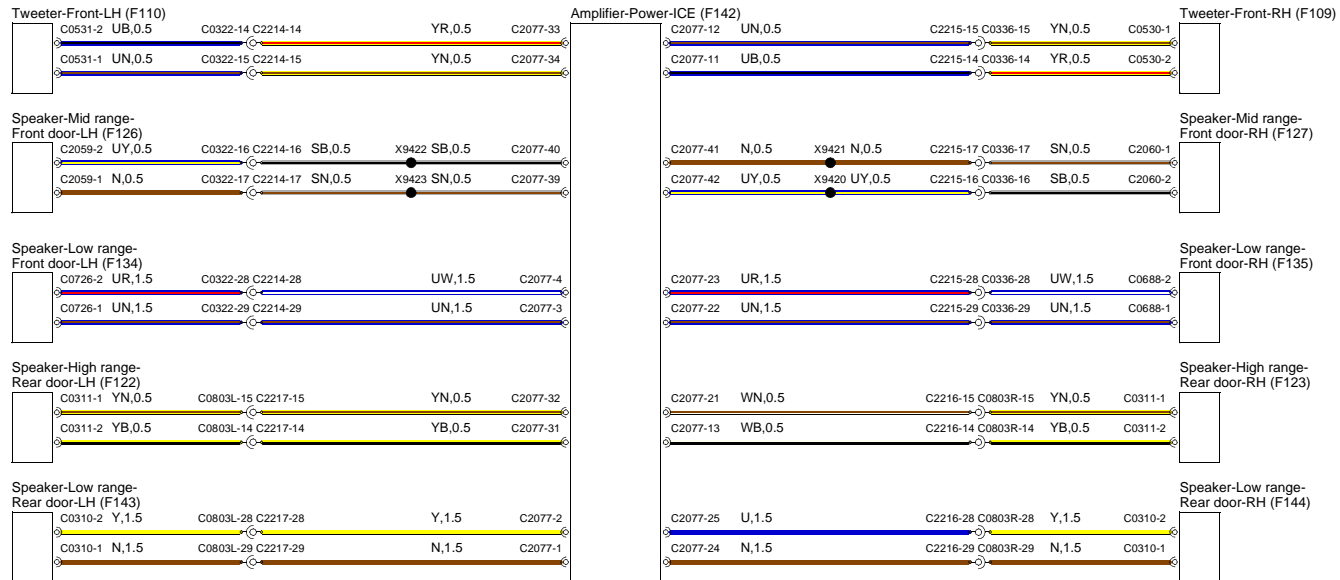 Tweeter-Front-LH (F110)
Amplifier-Power-ICE (F142)
Tweeter-Front-RH (F109)
C0531-2 UB,0.5 C0322-14 C2214-14 YR,0.5 C2077-33
C2077-12 UN,0.5 C2215-15 C0336-15 YN,0.5 C0530-1
C0531-1 UN,0.5 C0322-15 C2214-15 YN,0.5 C2077-34
C2077-11 UB,0.5 C2215-14 C0336-14 YR,0.5 C0530-2
Speaker-Mid range-
Front door-LH (F126)
Speaker-Mid range-
Front door-RH (F127)
C2059-2 UY,0.5 C0322-16 C2214-16 SB,0.5 X9422 SB,0.5 C2077-40
C2077-41 N,0.5 X9421 N,0.5 C2215-17 C0336-17 SN,0.5 C2060-1
C2059-1 N,0.5 C0322-17 C2214-17 SN,0.5 X9423 SN,0.5 C2077-39
C2077-42 UY,0.5 X9420 UY,0.5 C2215-16 C0336-16 SB,0.5 C2060-2
Speaker-Low range-
Front door-LH (F134)
Speaker-Low range-
Front door-RH (F135)
C0726-2 UR,1.5 C0322-28 C2214-28 UW,1.5 C2077-4
C2077-23 UR,1.5 C2215-28 C0336-28 UW,1.5 C0688-2
C0726-1 UN,1.5 C0322-29 C2214-29 UN,1.5 C2077-3
C2077-22 UN,1.5 C2215-29 C0336-29 UN,1.5 C0688-1
Speaker-High range-
Rear door-LH (F122)
Speaker-High range-
Rear door-RH (F123)
C0311-1 YN,0.5 C0803L-15 C2217-15 YN,0.5 C2077-32
C2077-21 WN,0.5 C2216-15 C0803R-15 YN,0.5 C0311-1
C0311-2 YB,0.5 C0803L-14 C2217-14 YB,0.5 C2077-31
C2077-13 WB,0.5 C2216-14 C0803R-14 YB,0.5 C0311-2
Speaker-Low range-
Rear door-LH (F143)
Speaker-Low range-
Rear door-RH (F144)
C0310-2 Y,1.5 C0803L-28 C2217-28 Y,1.5 C2077-2
C2077-25 U,1.5 C2216-28 C0803R-28 Y,1.5 C0310-2
C0310-1 N,1.5 C0803L-29 C2217-29 N,1.5 C2077-1
C2077-24 N,1.5 C2216-29 C0803R-29 N,1.5 C0310-1